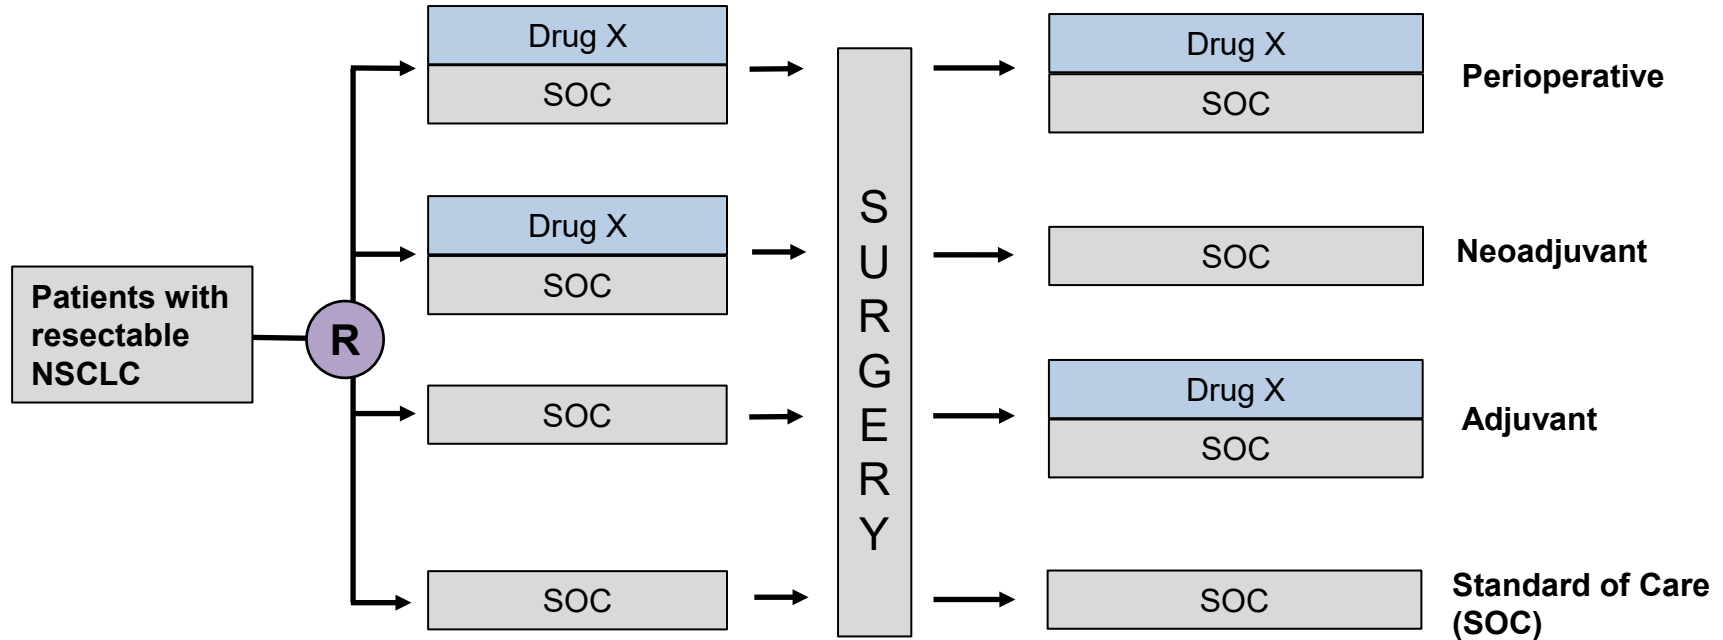 Drug X
SOC
Drug X
SOC
Perioperative
Drug X
SOC
SOC
Neoadjuvant
Patients with
resectable
NSCLC
R
SURGERY
SOC
Drug X
SOC
Adjuvant
SOC
SOC
Standard of Care
(SOC)